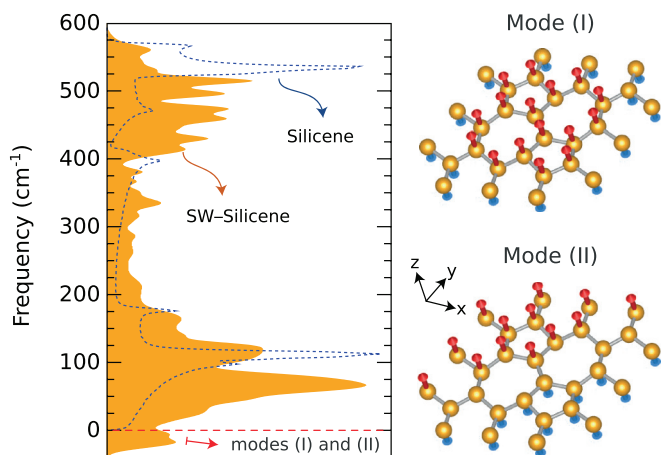 600
500
400
300
200
100
0
Frequency (cm⁻¹)
Silicene
SW–Silicene
modes (I) and (II)
Mode (I)
Mode (II)
z
y
x